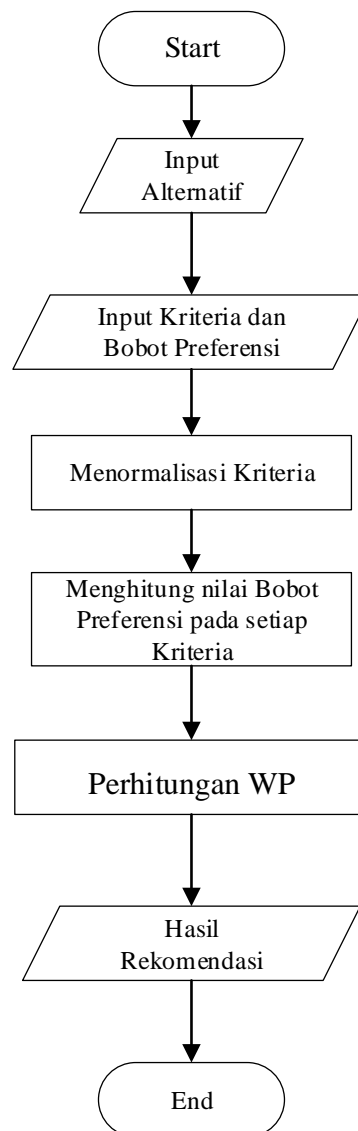 Start
Input
Alternatif
Input Kriteria dan
Bobot Preferensi
Menormalisasi Kriteria
Menghitung nilai Bobot
Preferensi pada setiap
Kriteria
Perhitungan WP
Hasil
Rekomendasi
End